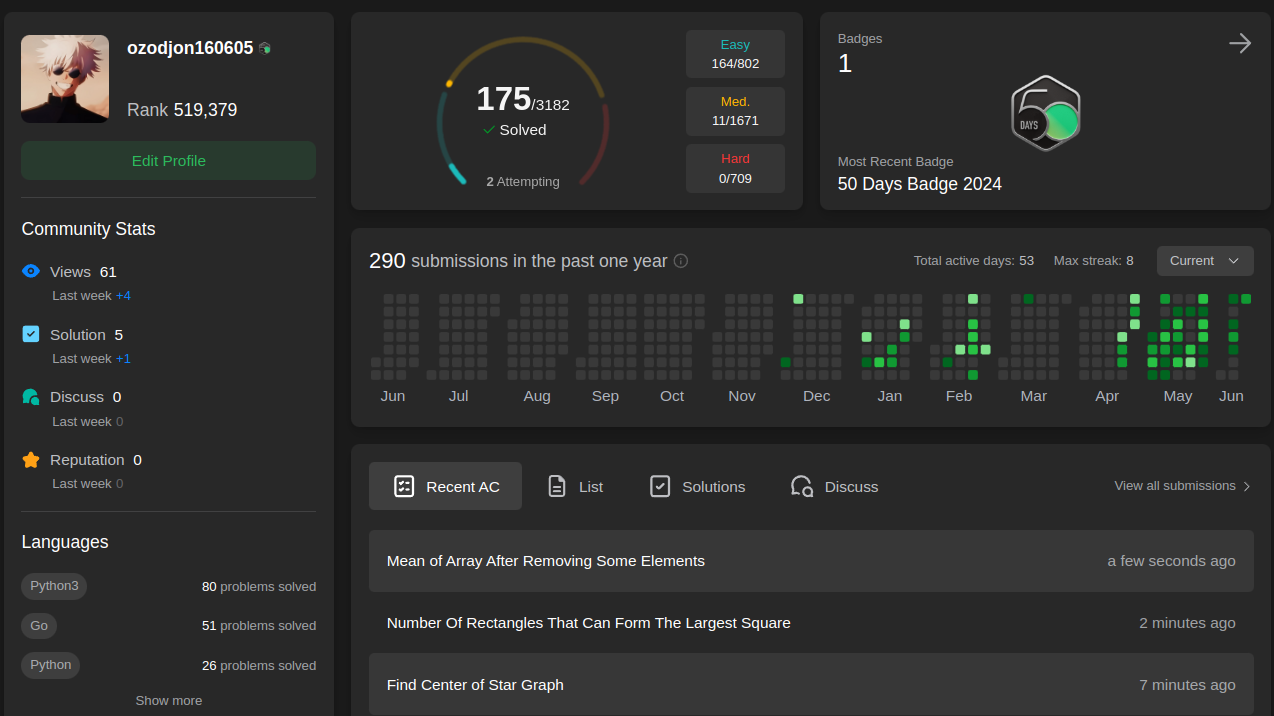 ozodjon160605
Rank 519,379
Edit Profile
Community Stats
Views 61
Last week +4
Solution 5
Last week +1
Discuss 0
Last week 0
Reputation 0
Last week 0
Languages
Python3 80 problems solved
Go 51 problems solved
Python 26 problems solved
Show more
175/3182
Solved
2 Attempting
Easy
164/802
Med.
11/1671
Hard
0/709
Badges
1
5
DAYS
Most Recent Badge
50 Days Badge 2024
290 submissions in the past one year
Total active days: 53 Max streak: 8 Current
Jun Jul Aug Sep Oct Nov Dec Jan Feb Mar Apr May Jun
Recent AC List Solutions Discuss View all submissions
Mean of Array After Removing Some Elements a few seconds ago
Number Of Rectangles That Can Form The Largest Square 2 minutes ago
Find Center of Star Graph 7 minutes ago